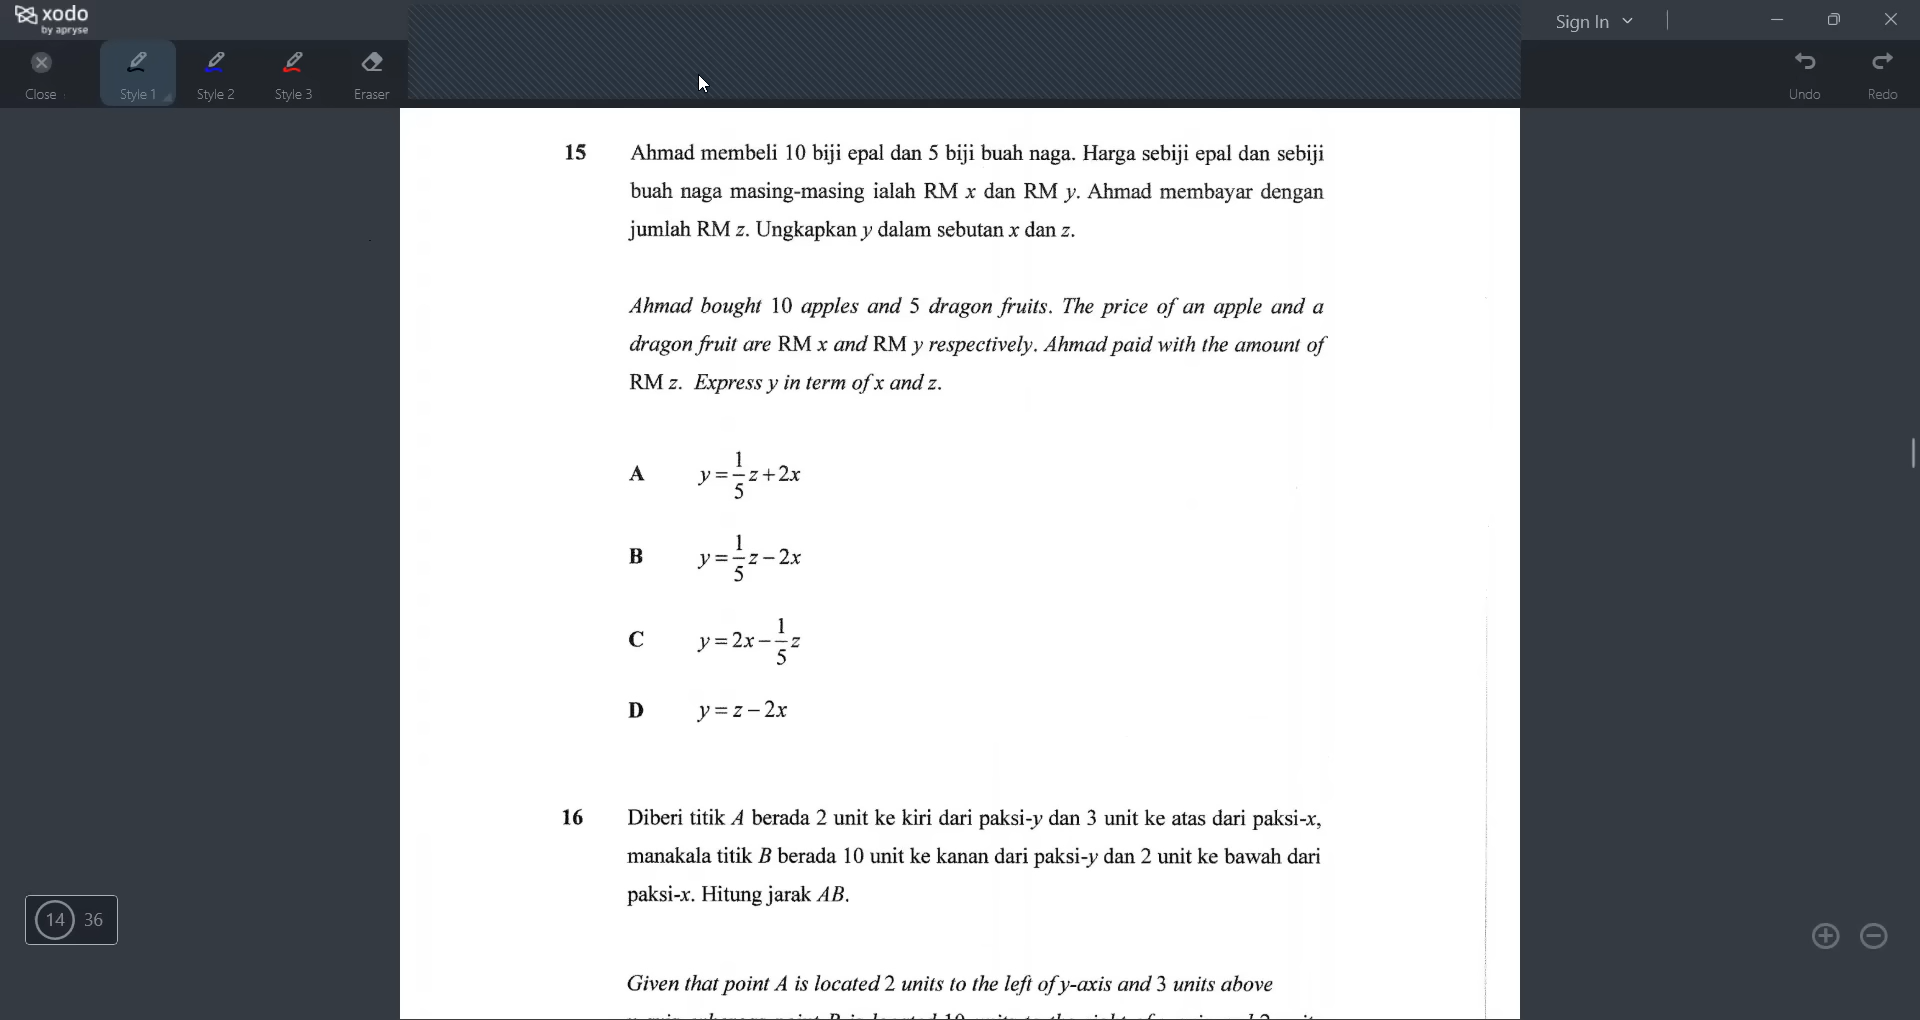 xodo
by apryse
Sign In
Close
Style 1
Style 2
Style 3
Eraser
Undo
Redo
15 Ahmad membeli 10 biji epal dan 5 biji buah naga. Harga sebiji epal dan sebiji
buah naga masing-masing ialah RM x dan RM y. Ahmad membayar dengan
jumlah RM z. Ungkapkan y dalam sebutan x dan z.
Ahmad bought 10 apples and 5 dragon fruits. The price of an apple and a
dragon fruit are RM x and RM y respectively. Ahmad paid with the amount of
RM z. Express y in term of x and z.
A y = 1/5 z + 2x
B y = 1/5 z − 2x
C y = 2x − 1/5 z
D y = z − 2x
16 Diberi titik A berada 2 unit ke kiri dari paksi-y dan 3 unit ke atas dari paksi-x,
manakala titik B berada 10 unit ke kanan dari paksi-y dan 2 unit ke bawah dari
paksi-x. Hitung jarak AB.
14 36
Given that point A is located 2 units to the left of y-axis and 3 units above